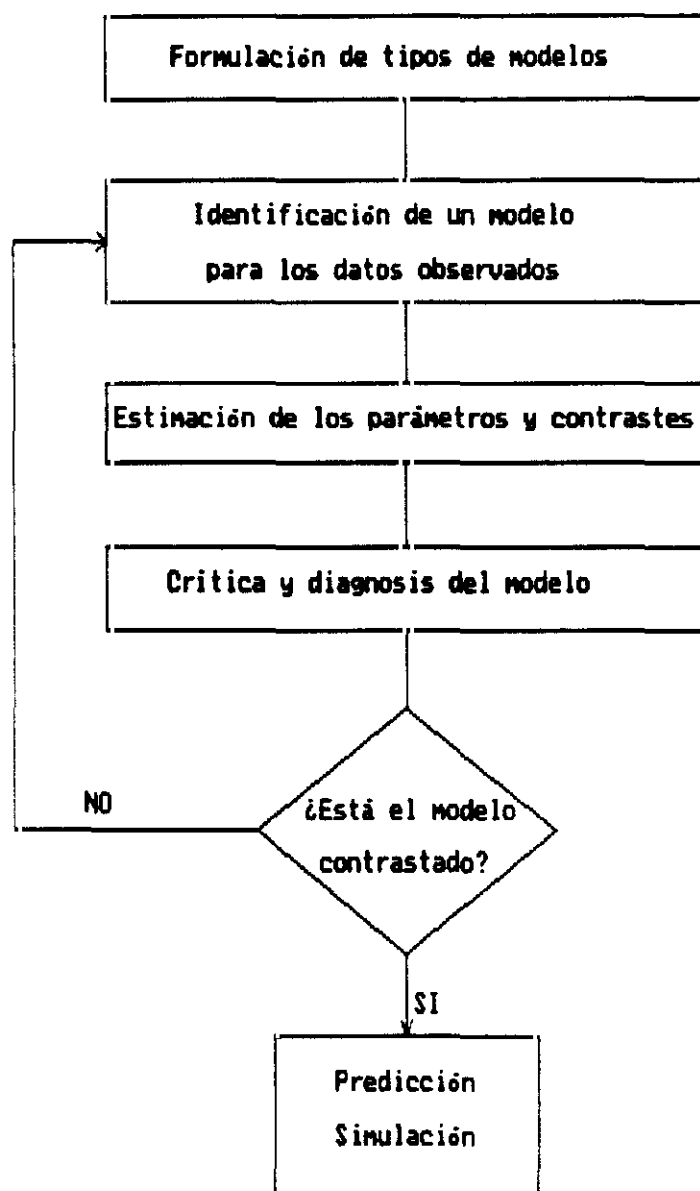 Formulación de tipos de modelos
Identificación de un modelo
para los datos observados
Estimación de los parámetros y contrastes
Crítica y diagnosis del modelo
¿Está el modelo
contrastado?
NO
SI
Predicción
Simulación